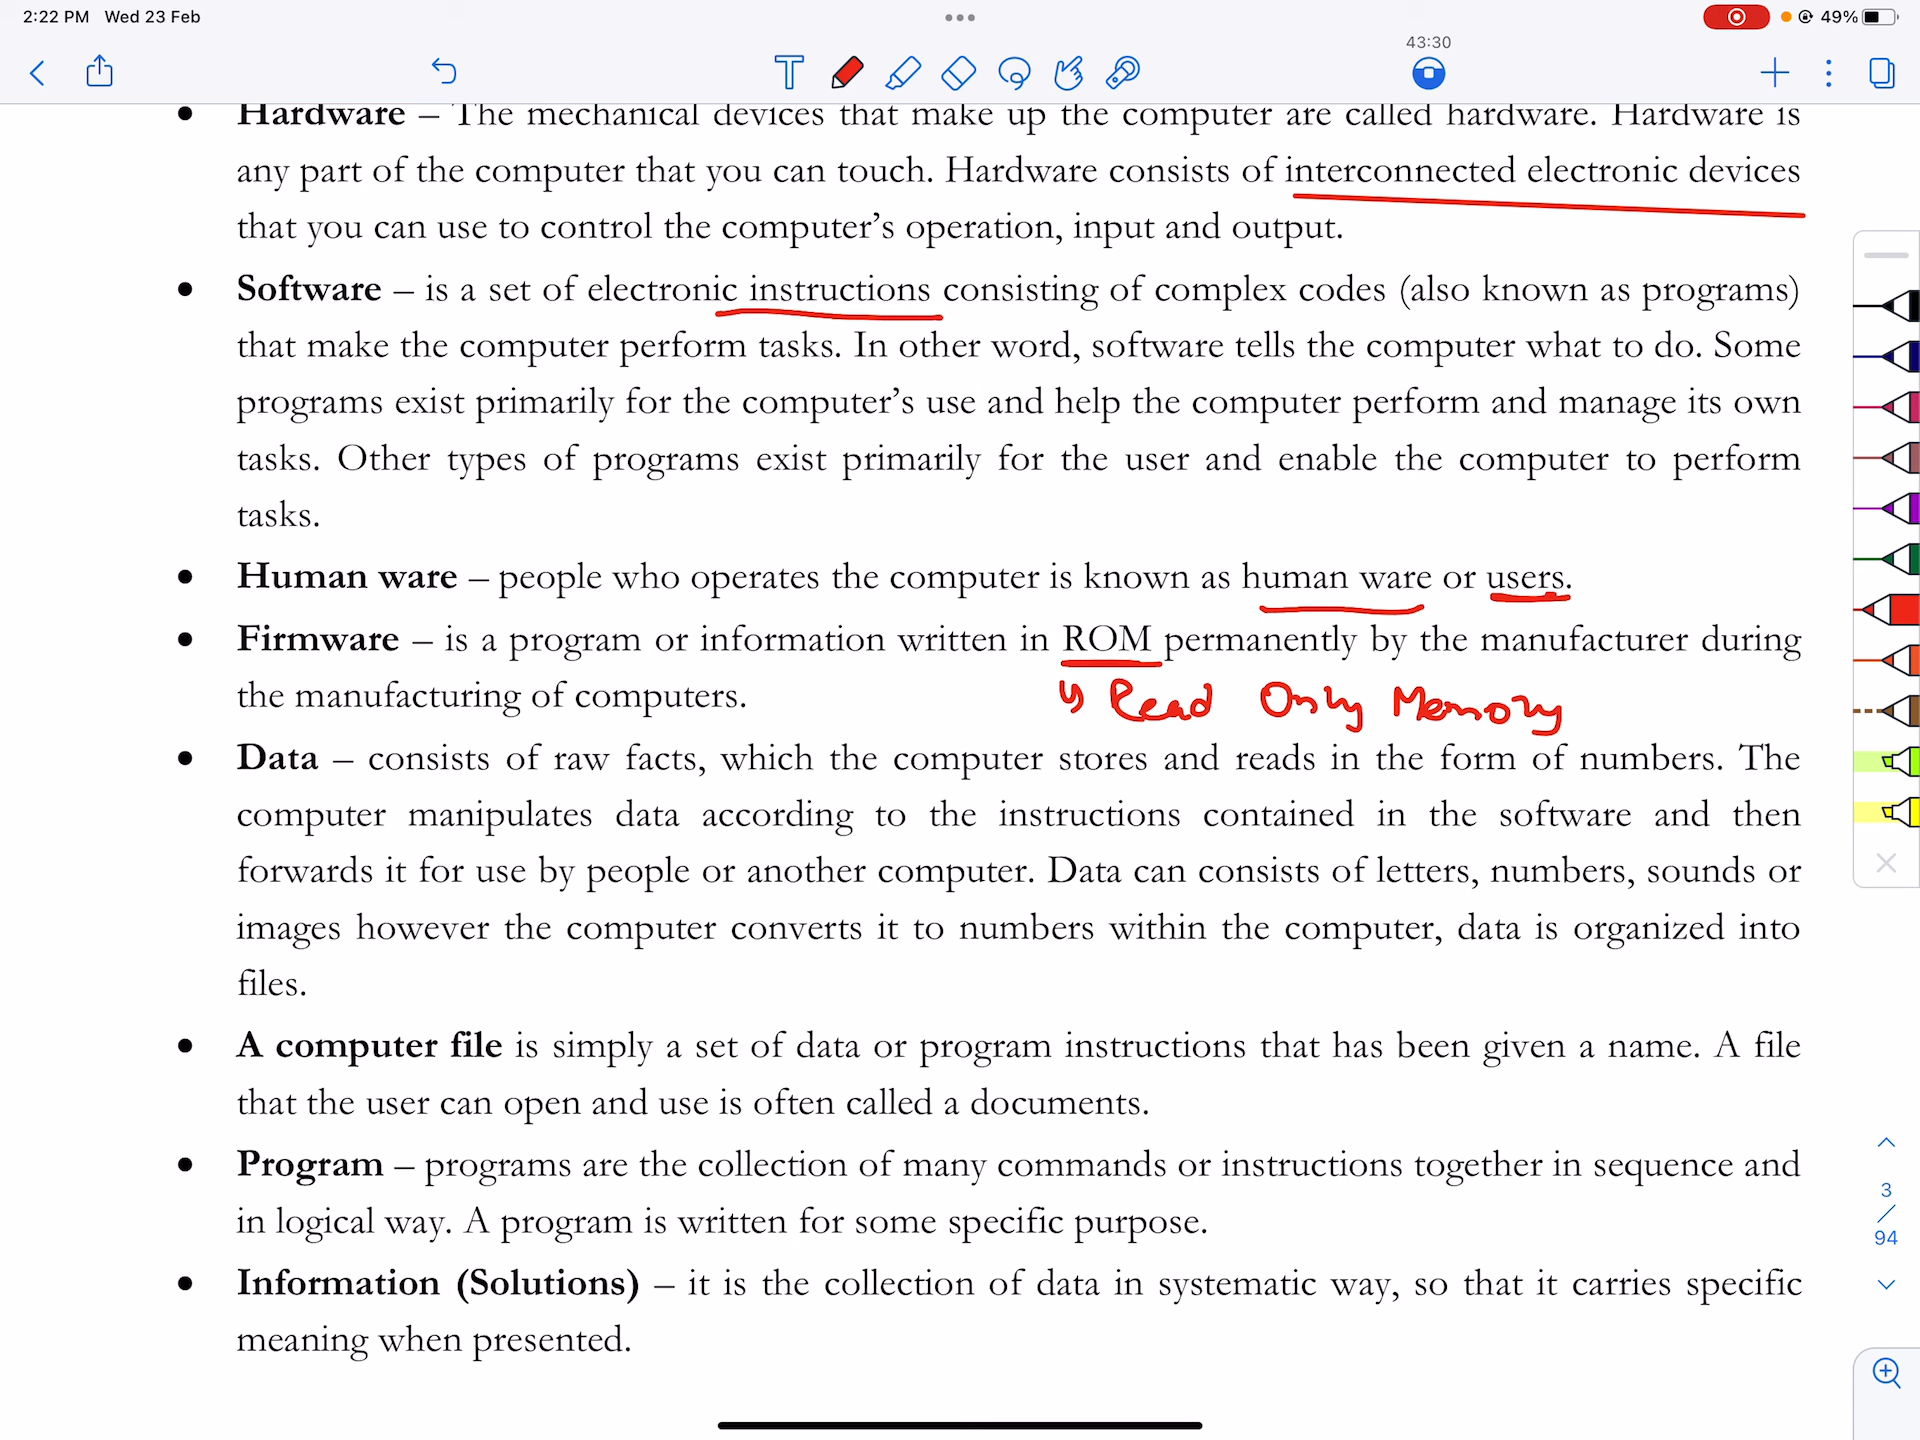 2:22 PM Wed 23 Feb
49%
43:30
• Hardware – The mechanical devices that make up the computer are called hardware. Hardware is
any part of the computer that you can touch. Hardware consists of interconnected electronic devices
that you can use to control the computer’s operation, input and output.
• Software – is a set of electronic instructions consisting of complex codes (also known as programs)
that make the computer perform tasks. In other word, software tells the computer what to do. Some
programs exist primarily for the computer’s use and help the computer perform and manage its own
tasks. Other types of programs exist primarily for the user and enable the computer to perform
tasks.
• Human ware – people who operates the computer is known as human ware or users.
• Firmware – is a program or information written in ROM permanently by the manufacturer during
the manufacturing of computers.
Read Only Memory
• Data – consists of raw facts, which the computer stores and reads in the form of numbers. The
computer manipulates data according to the instructions contained in the software and then
forwards it for use by people or another computer. Data can consists of letters, numbers, sounds or
images however the computer converts it to numbers within the computer, data is organized into
files.
• A computer file is simply a set of data or program instructions that has been given a name. A file
that the user can open and use is often called a documents.
• Program – programs are the collection of many commands or instructions together in sequence and
in logical way. A program is written for some specific purpose.
• Information (Solutions) – it is the collection of data in systematic way, so that it carries specific
meaning when presented.
3
/
94